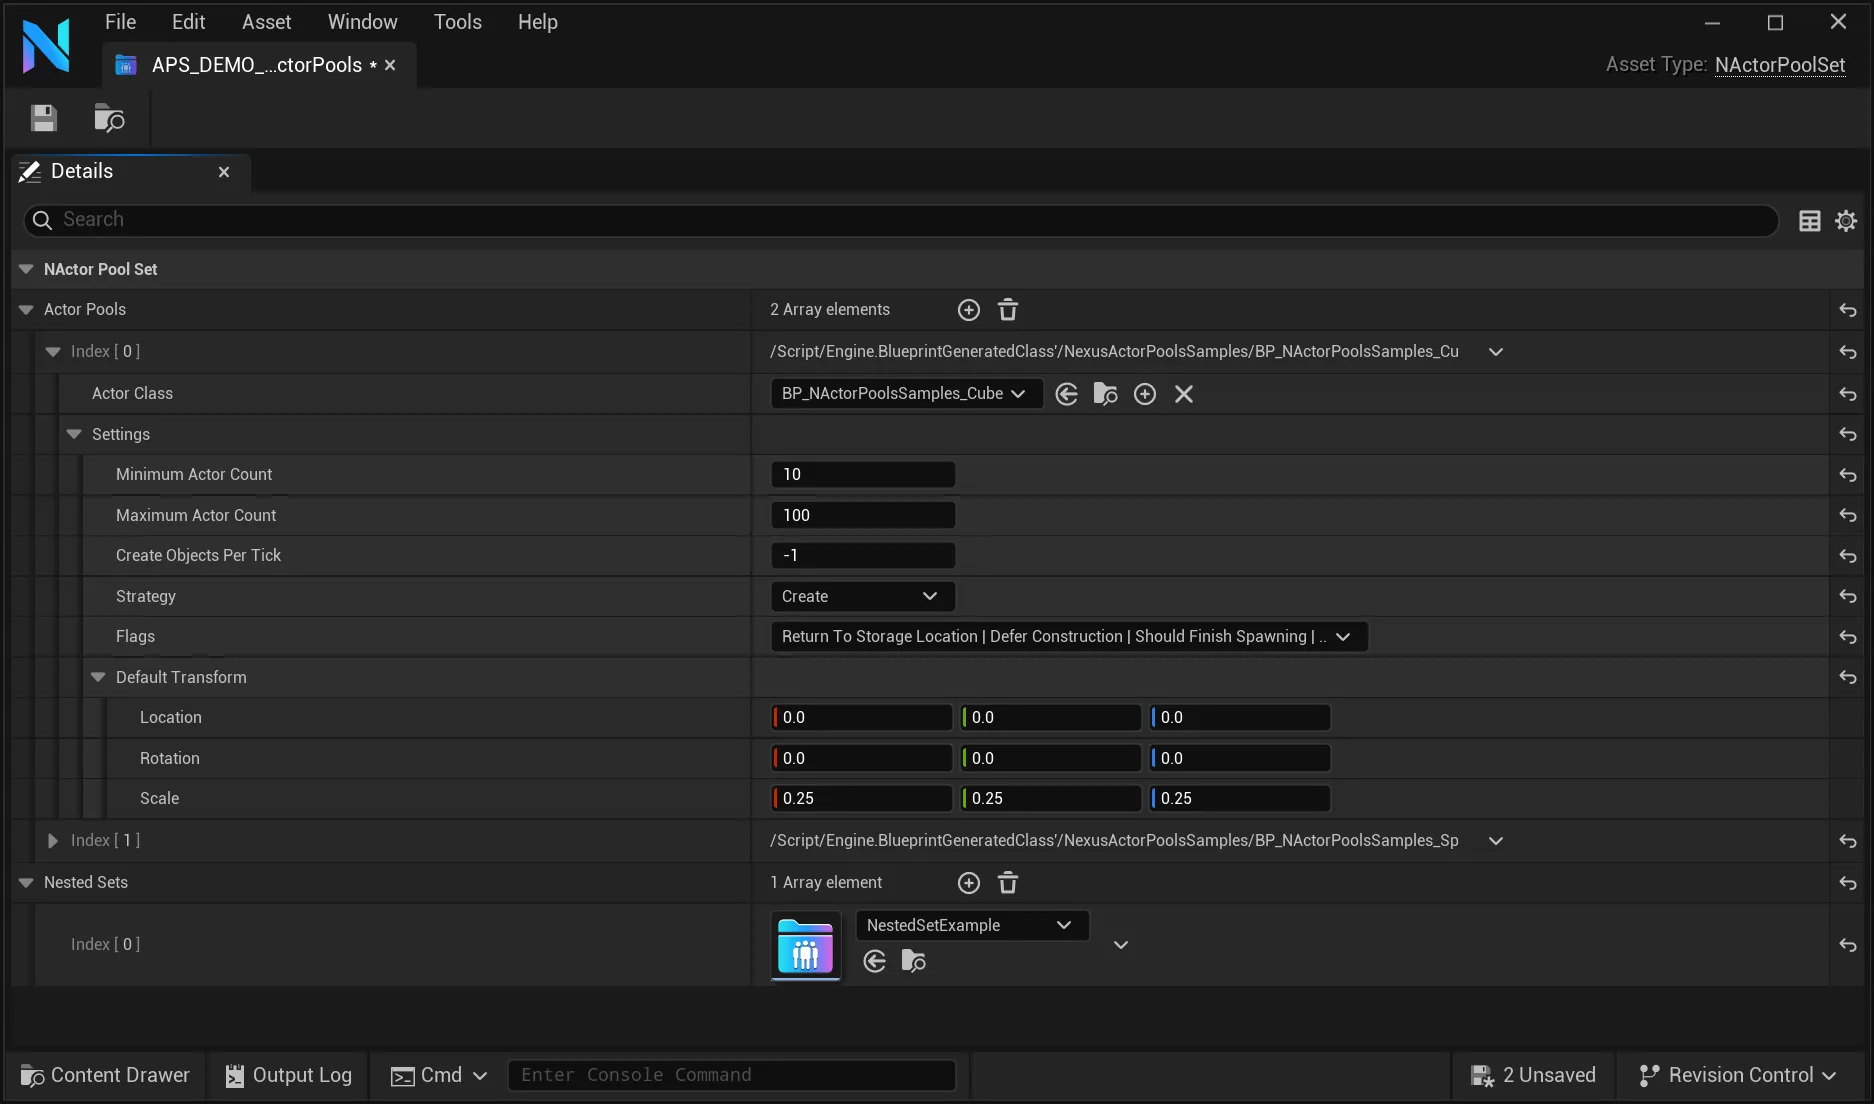 File Edit Asset Window Tools Help
APS_DEMO_...ctorPools *
Asset Type: NActorPoolSet
Details
Search
NActor Pool Set
Actor Pools 2 Array elements
Index [ 0 ] /Script/Engine.BlueprintGeneratedClass'/NexusActorPoolsSamples/BP_NActorPoolsSamples_Cu
Actor Class BP_NActorPoolsSamples_Cube
Settings
Minimum Actor Count 10
Maximum Actor Count 100
Create Objects Per Tick -1
Strategy Create
Flags Return To Storage Location | Defer Construction | Should Finish Spawning | ..
Default Transform
Location 0.0 0.0 0.0
Rotation 0.0 0.0 0.0
Scale 0.25 0.25 0.25
Index [ 1 ] /Script/Engine.BlueprintGeneratedClass'/NexusActorPoolsSamples/BP_NActorPoolsSamples_Sp
Nested Sets 1 Array element
NestedSetExample
Index [ 0 ]
Content Drawer Output Log Cmd Enter Console Command 2 Unsaved Revision Control